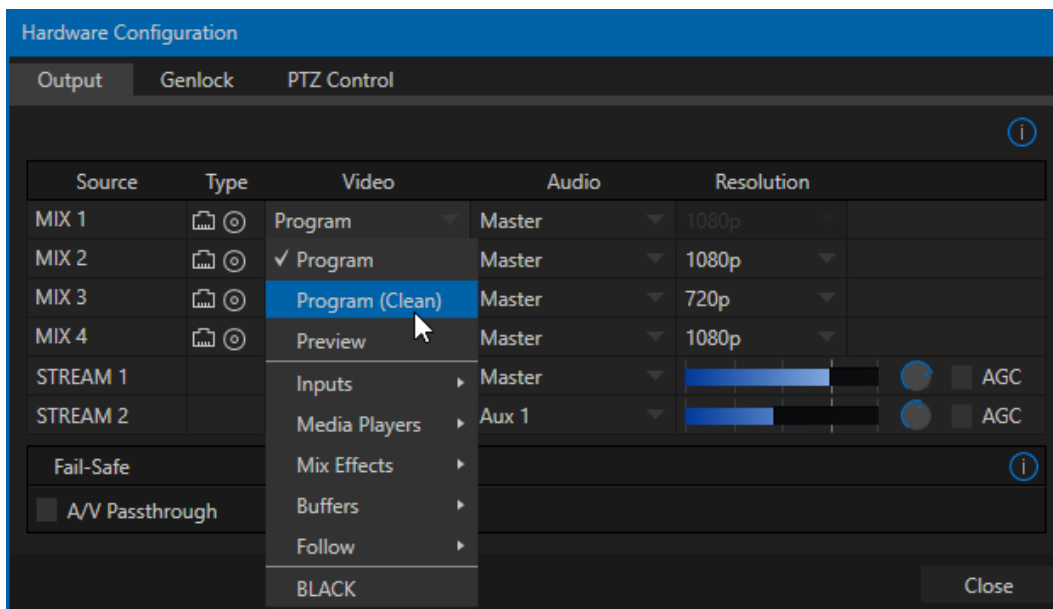 Hardware Configuration
Output Genlock PTZ Control
Source Type Video Audio Resolution
MIX 1 Program Master 1080p
MIX 2 ✓ Program Master 1080p
MIX 3 Program (Clean) Master 720p
MIX 4 Preview Master 1080p
STREAM 1 Inputs Master AGC
STREAM 2 Media Players Aux 1 AGC
Fail-Safe Mix Effects
A/V Passthrough Buffers
Follow
BLACK Close